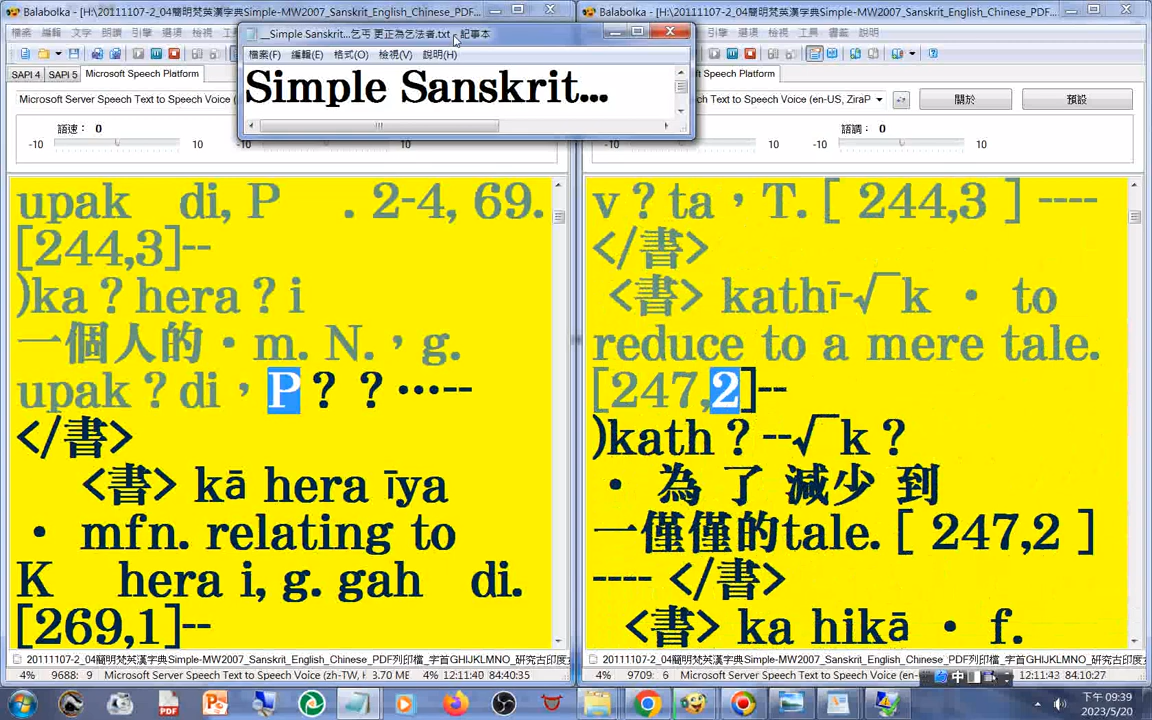 Balabolka - [H:\20111107-2_04簡明梵英漢字典Simple-MW2007_Sanskrit_English_Chinese_PDF...
Balabolka - [H:\20111107-2_04簡明梵英漢字典Simple-MW2007_Sanskrit_English_Chinese_PDF...
__Simple Sanskrit...乞丐 更正為乞法者.txt - 記事本
檔案(F) 編輯(E) 格式(O) 檢視(V) 說明(H)
Simple Sanskrit...
檔案 編輯 文字 朗讀
SAPI 4 SAPI 5 Microsoft Speech Platform
t Speech Platform
Microsoft Server Speech Text to Speech Voice (
Microsoft Server Speech Text to Speech Voice (en-US, ZiraP
關於
預設
語速: 0
-10 10 -10
語調: 0
-10 10 -10 10
upak di, P . 2-4, 69.
[244,3]--
)ka？hera？i
一個人的・m. N.，g.
upak？di，P？？…--
</書>
<書> kā hera īya
• mfn. relating to
K hera i, g. gah di.
[269,1]--
v？ta，T. [ 244,3 ] ----
</書>
<書> kathī-√k • to
reduce to a mere tale.
[247,2]--
)kath？--√k？
• 為 了 減少 到
一僅僅的tale. [ 247,2 ]
---- </書>
<書> ka hikā • f.
20111107-2_04簡明梵英漢字典Simple-MW2007_Sanskrit_English_Chinese_PDF列印檔_字首GHIJKLMNO_研究古印度
20111107-2_04簡明梵英漢字典Simple-MW2007_Sanskrit_English_Chinese_PDF列印檔_字首GHIJKLMNO_研究古印度
4% 9688: 9 Microsoft Server Speech Text to Speech Voice (zh-TW, H 3.70 MB 4% 12:11:40 84:40:35
4% 9709: 6 Microsoft Server Speech Text to Speech Voice 12:11:43 84:10:27
中
下午 09:39
2023/5/20